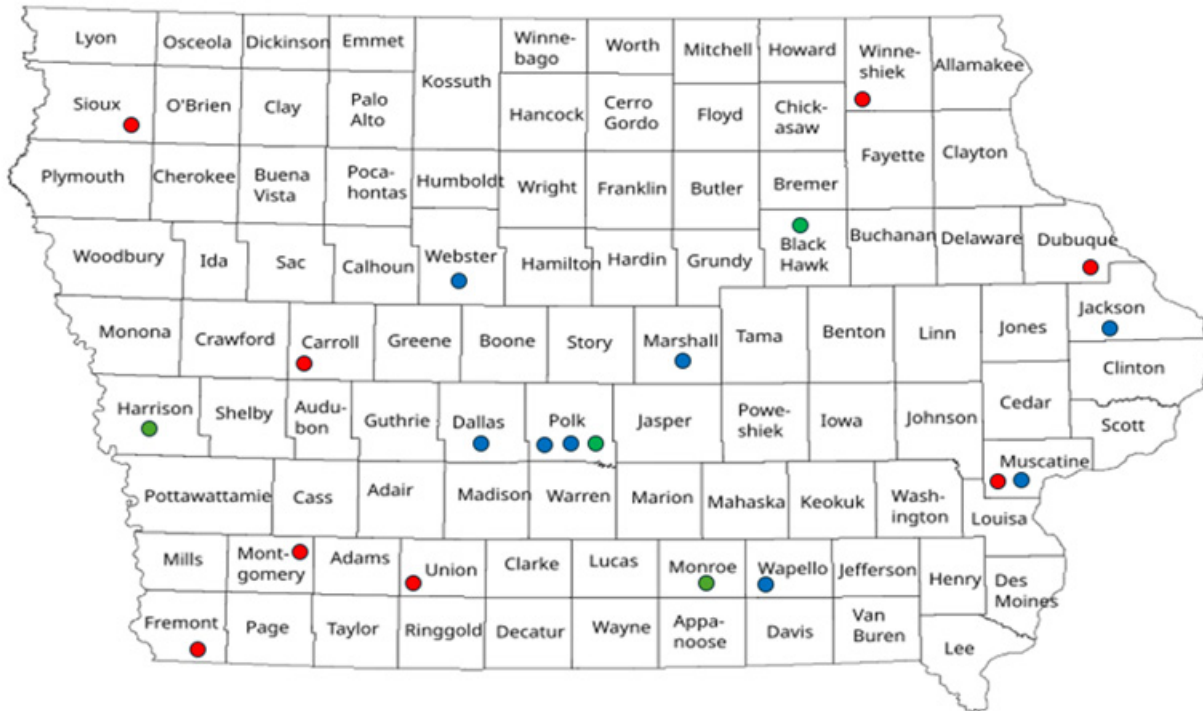 Lyon
Osceola
Dickinson
Emmet
Kossuth
Winne-
bago
Worth
Mitchell
Howard
Winne-
shiek
Allamakee
Sioux
O'Brien
Clay
Palo
Alto
Hancock
Cerro
Gordo
Floyd
Chick-
asaw
Fayette
Clayton
Plymouth
Cherokee
Buena
Vista
Poca-
hontas
Humboldt
Wright
Franklin
Butler
Bremer
Woodbury
Ida
Sac
Calhoun
Webster
Hamilton
Hardin
Grundy
Black
Hawk
Buchanan
Delaware
Dubuque
Monona
Crawford
Carroll
Greene
Boone
Story
Marshall
Tama
Benton
Linn
Jones
Jackson
Clinton
Harrison
Shelby
Audu-
bon
Guthrie
Dallas
Polk
Jasper
Powe-
shiek
Iowa
Johnson
Cedar
Scott
Muscatine
Pottawattamie
Cass
Adair
Madison
Warren
Marion
Mahaska
Keokuk
Wash-
ington
Louisa
Mills
Mont-
gomery
Adams
Union
Clarke
Lucas
Monroe
Wapello
Jefferson
Henry
Des
Moines
Fremont
Page
Taylor
Ringgold
Decatur
Wayne
Appa-
noose
Davis
Van
Buren
Lee